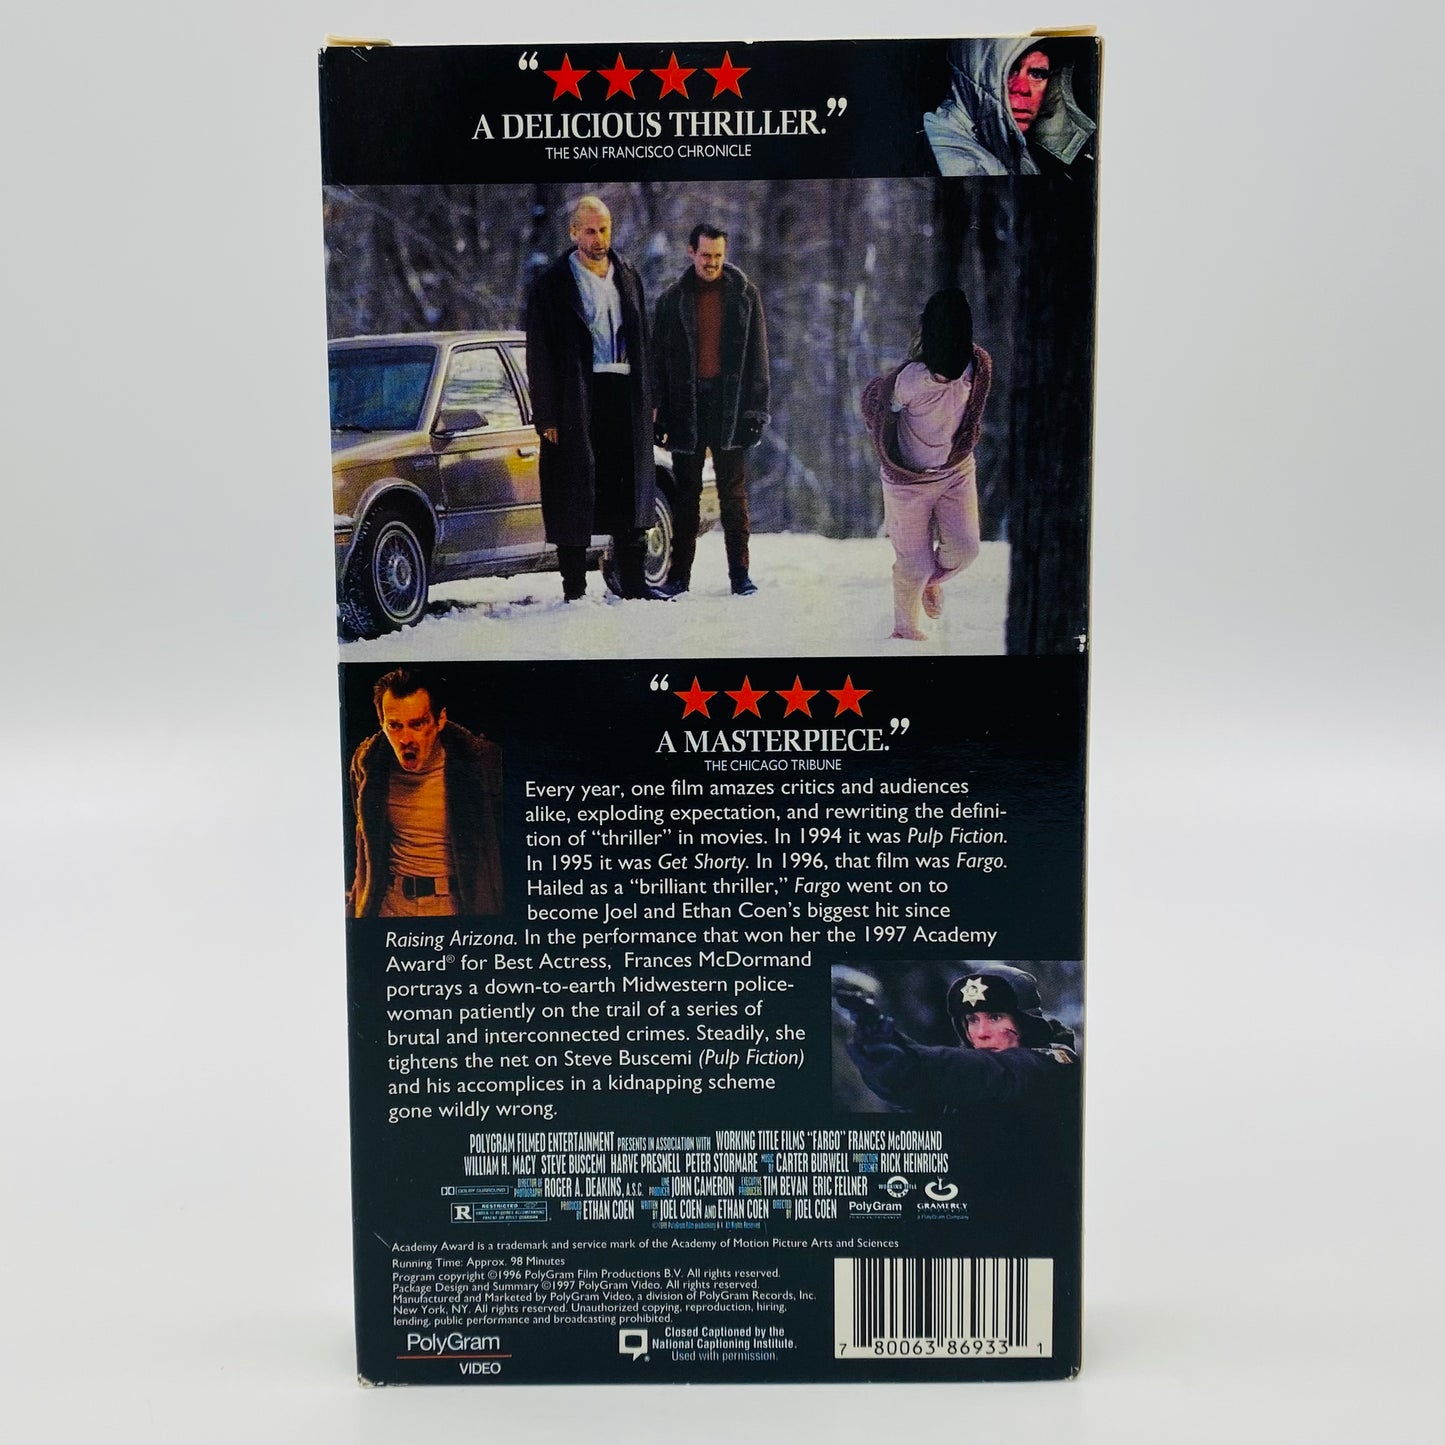 “★★★★
A DELICIOUS THRILLER.”
THE SAN FRANCISCO CHRONICLE
“★★★★
A MASTERPIECE.”
THE CHICAGO TRIBUNE
Every year, one film amazes critics and audiences
alike, exploding expectation, and rewriting the defini-
tion of “thriller” in movies. In 1994 it was Pulp Fiction.
In 1995 it was Get Shorty. In 1996, that film was Fargo.
Hailed as a “brilliant thriller,” Fargo went on to
become Joel and Ethan Coen’s biggest hit since
Raising Arizona. In the performance that won her the 1997 Academy
Award® for Best Actress, Frances McDormand
portrays a down-to-earth Midwestern police-
woman patiently on the trail of a series of
brutal and interconnected crimes. Steadily, she
tightens the net on Steve Buscemi (Pulp Fiction)
and his accomplices in a kidnapping scheme
gone wildly wrong.
POLYGRAM FILMED ENTERTAINMENT PRESENTS IN ASSOCIATION WITH WORKING TITLE FILMS “FARGO” FRANCES McDORMAND
WILLIAM H. MACY STEVE BUSCEMI HARVE PRESNELL PETER STORMARE MUSIC BY CARTER BURWELL PRODUCTION DESIGNER RICK HEINRICHS
DOLBY SURROUND DIRECTOR OF PHOTOGRAPHY ROGER A. DEAKINS, A.S.C. LINE PRODUCER JOHN CAMERON EXECUTIVE PRODUCERS TIM BEVAN ERIC FELLNER WORKING TITLE
R RESTRICTED PRODUCED BY ETHAN COEN WRITTEN BY JOEL COEN AND ETHAN COEN DIRECTED BY JOEL COEN PolyGram GRAMERCY
A PolyGram Company
Academy Award is a trademark and service mark of the Academy of Motion Picture Arts and Sciences
Running Time: Approx. 98 Minutes
Program copyright ©1996 PolyGram Film Productions B.V. All rights reserved.
Package Design and Summary ©1997 PolyGram Video. All rights reserved.
Manufactured and Marketed by PolyGram Video, a division of PolyGram Records, Inc.
New York, NY. All rights reserved. Unauthorized copying, reproduction, hiring,
lending, public performance and broadcasting prohibited.
PolyGram
VIDEO
Closed Captioned by the
National Captioning Institute.
Used with permission.
7 80063 86933 1